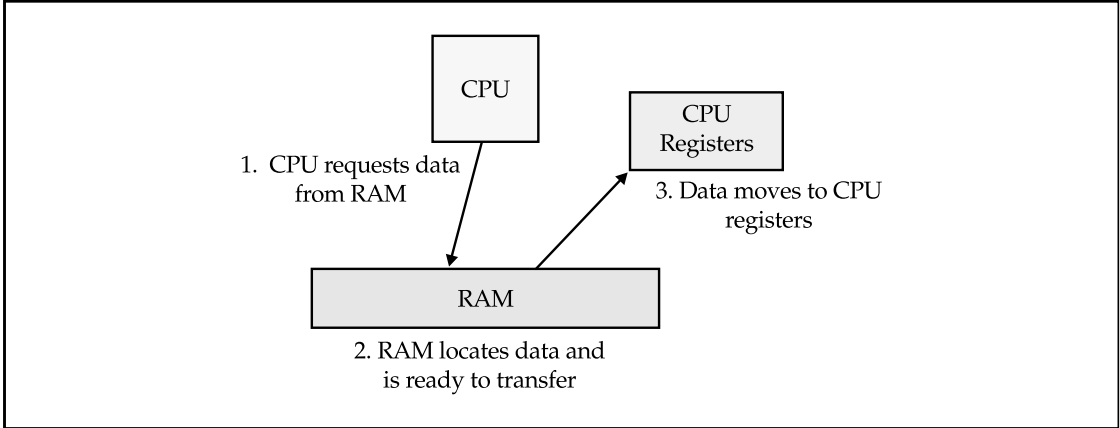 CPU
CPU
Registers
1. CPU requests data
from RAM
3. Data moves to CPU
registers
RAM
2. RAM locates data and
is ready to transfer